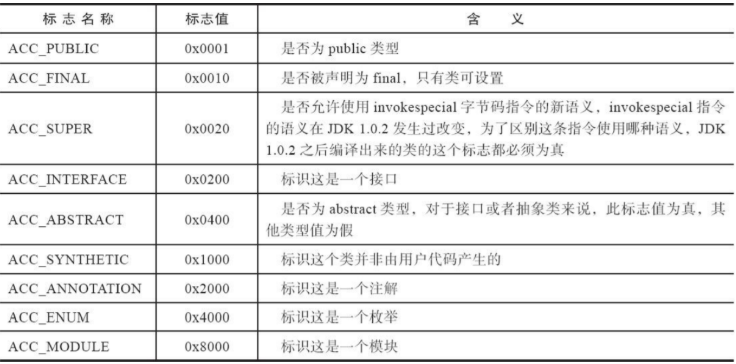 标 志 名 称 标志值 含 义
ACC_PUBLIC 0x0001 是否为 public 类型
ACC_FINAL 0x0010 是否被声明为 final，只有类可设置
是否允许使用 invokespecial 字节码指令的新语义，invokespecial 指令
ACC_SUPER 0x0020 的语义在 JDK 1.0.2 发生过改变，为了区别这条指令使用哪种语义，JDK
1.0.2 之后编译出来的类的这个标志都必须为真
ACC_INTERFACE 0x0200 标识这是一个接口
ACC_ABSTRACT 0x0400 是否为 abstract 类型，对于接口或者抽象类来说，此标志值为真，其
他类型值为假
ACC_SYNTHETIC 0x1000 标识这个类并非由用户代码产生的
ACC_ANNOTATION 0x2000 标识这是一个注解
ACC_ENUM 0x4000 标识这是一个枚举
ACC_MODULE 0x8000 标识这是一个模块